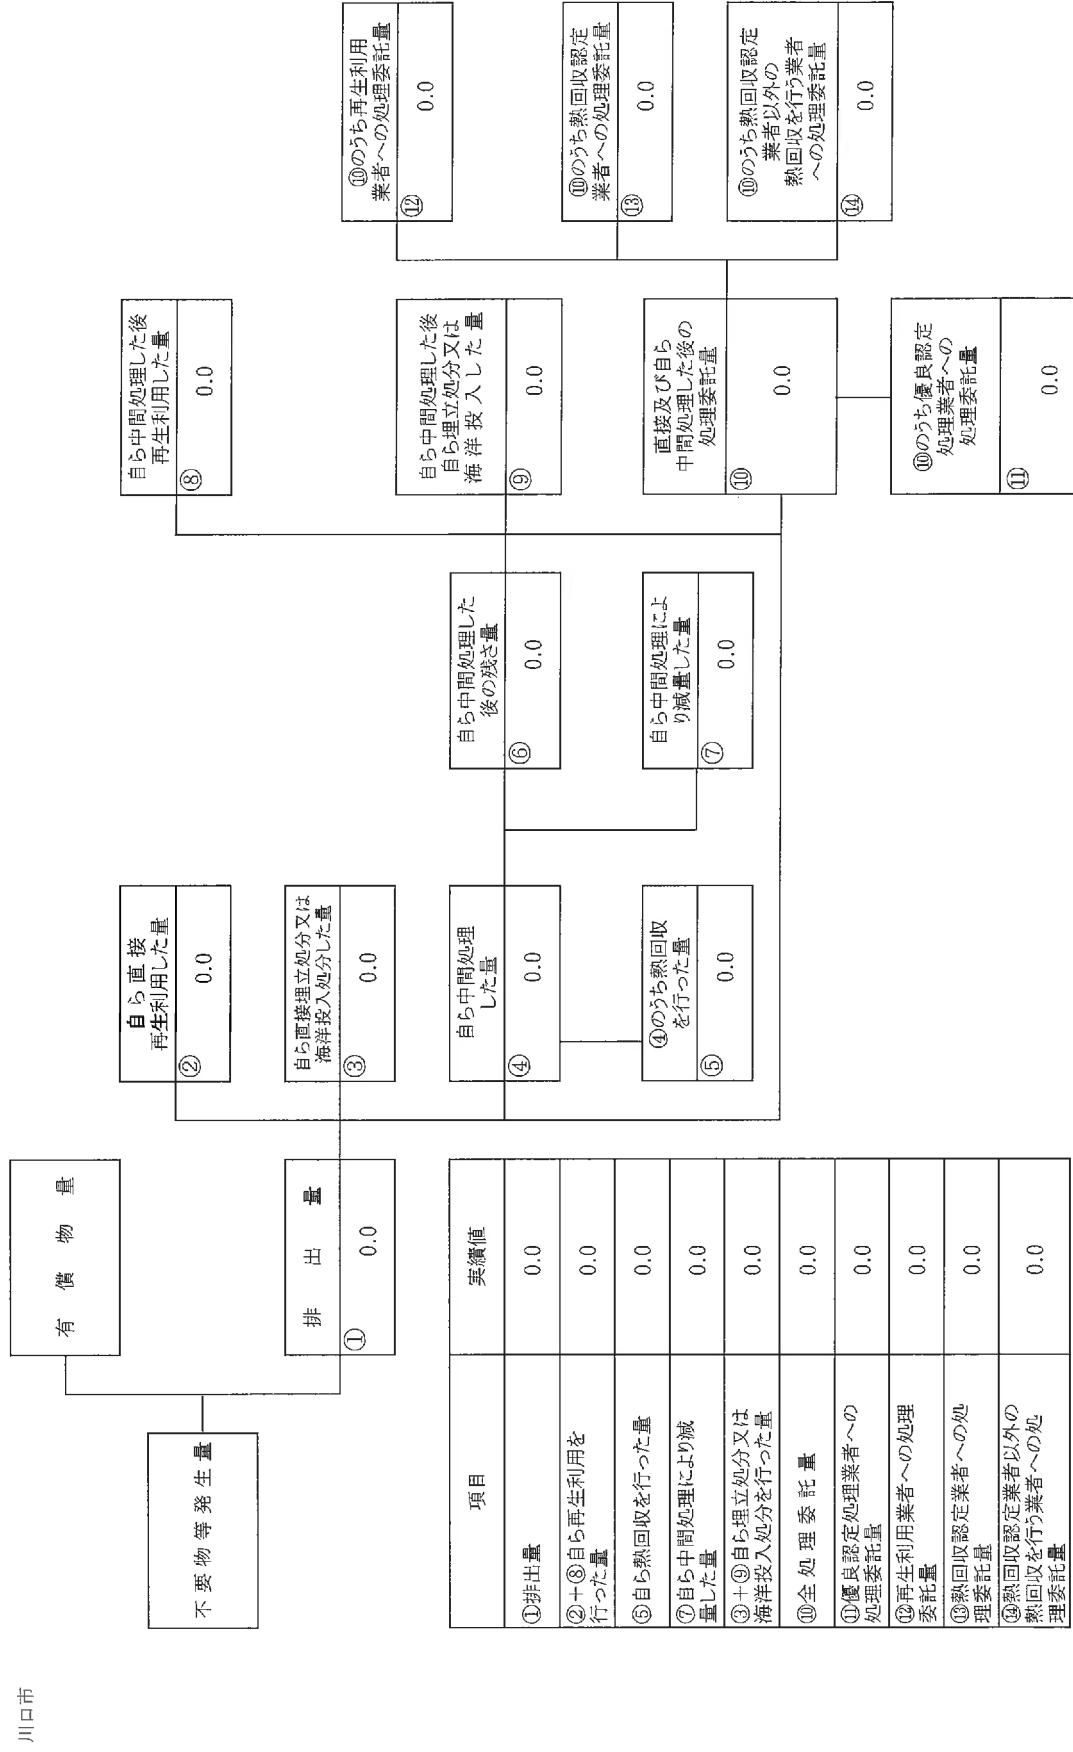 川口市
不要物等発生量
有償物量
排出量
①
0.0
自ら直接
再生利用した量
②
0.0
自ら直接埋立処分又は
海洋投入処分した量
③
0.0
自ら中間処理
した量
④
0.0
④のうち熱回収
を行った量
⑤
0.0
自ら中間処理した
後の残さ量
⑥
0.0
自ら中間処理によ
り減量した量
⑦
0.0
自ら中間処理した後
再生利用した量
⑧
0.0
自ら中間処理した後
自ら埋立処分又は
海洋投入した量
⑨
0.0
直接及び自ら
中間処理した後の
処理委託量
⑩
0.0
⑩のうち優良認定
処理業者への
処理委託量
⑪
0.0
⑩のうち再生利用
業者への処理委託量
⑫
0.0
⑩のうち熱回収認定
業者への処理委託量
⑬
0.0
⑩のうち熱回収認定
業者以外の
熱回収を行う業者
への処理委託量
⑭
0.0
項目 実績値
①排出量 0.0
②+⑧自ら再生利用を
行った量 0.0
⑤自ら熱回収を行った量 0.0
⑦自ら中間処理により減
量した量 0.0
③+⑨自ら埋立処分又は
海洋投入処分を行った量 0.0
⑩全処理委託量 0.0
⑪優良認定処理業者への
処理委託量 0.0
⑫再生利用業者への処理
委託量 0.0
⑬熱回収認定業者への処
理委託量 0.0
⑭熱回収認定業者以外の
熱回収を行う業者への処
理委託量 0.0